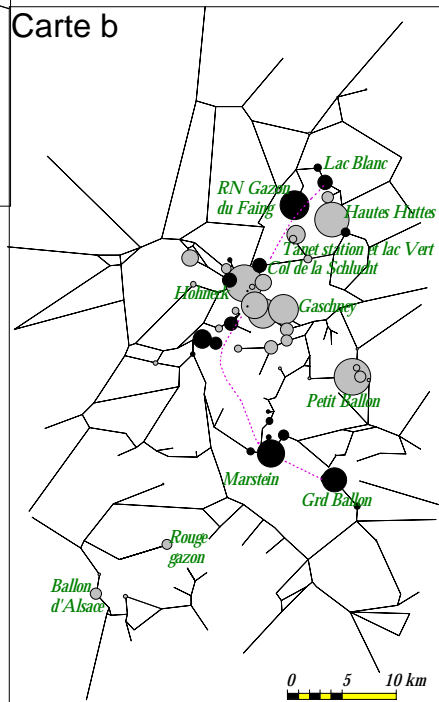 Carte b
Lac Blanc
RN Gazon
du Faing
Hautes Huttes
Tanet station et lac Vert
Col de la Schlucht
Hohneck
Gaschney
Petit Ballon
Marstein
Grd Ballon
Rouge
gazon
Ballon
d'Alsace
0 5 10 km